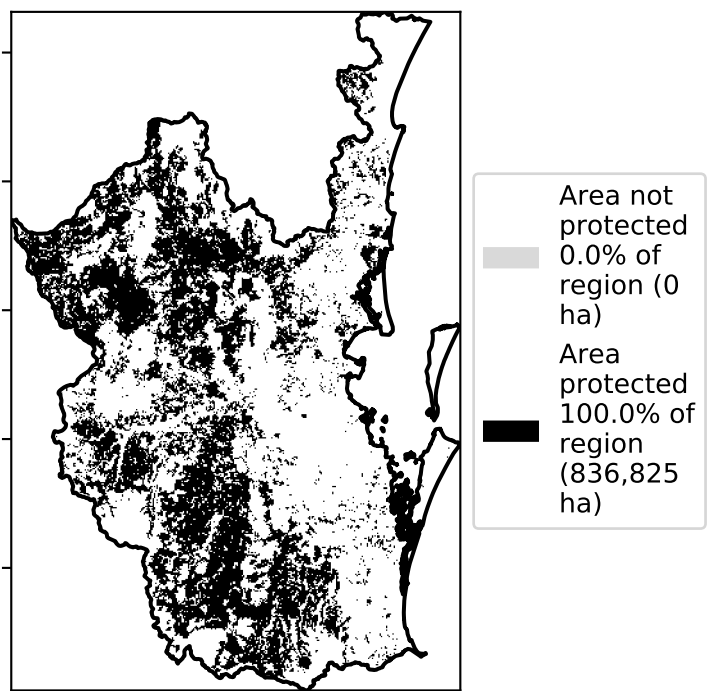 Area not
protected
0.0% of
region (0
ha)
Area
protected
100.0% of
region
(836,825
ha)